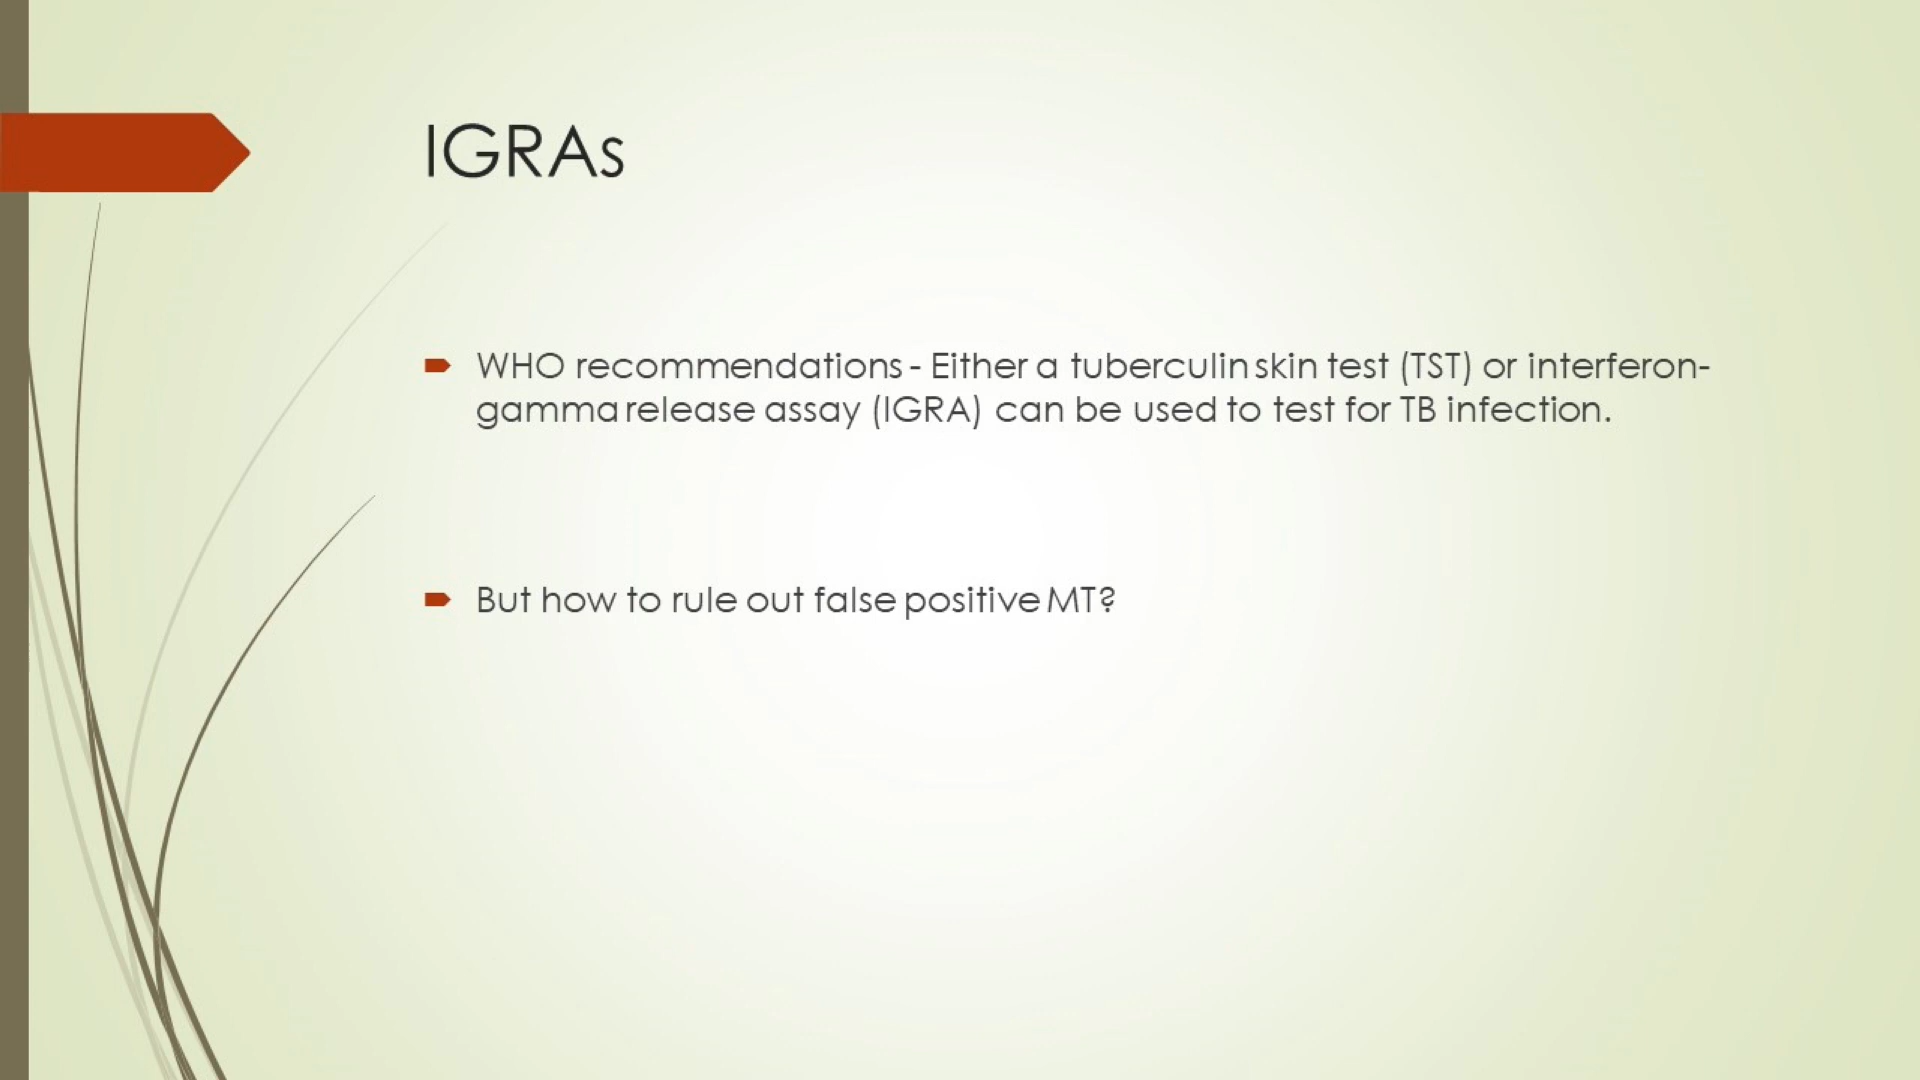 IGRAs
WHO recommendations - Either a tuberculin skin test (TST) or interferon-
gamma release assay (IGRA) can be used to test for TB infection.
But how to rule out false positive MT?